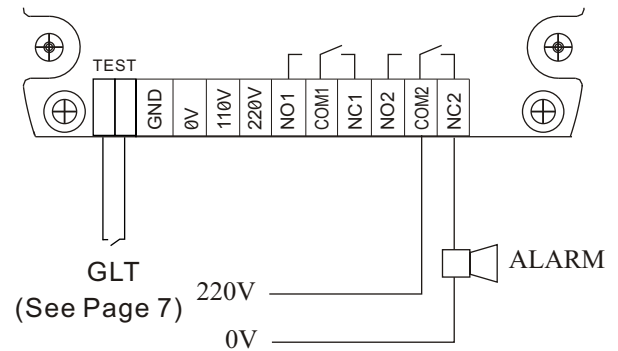 TEST
GND 0V 110V 220V NO1 COM1 NC1 NO2 COM2 NC2
ALARM
GLT
(See Page 7)
220V
0V